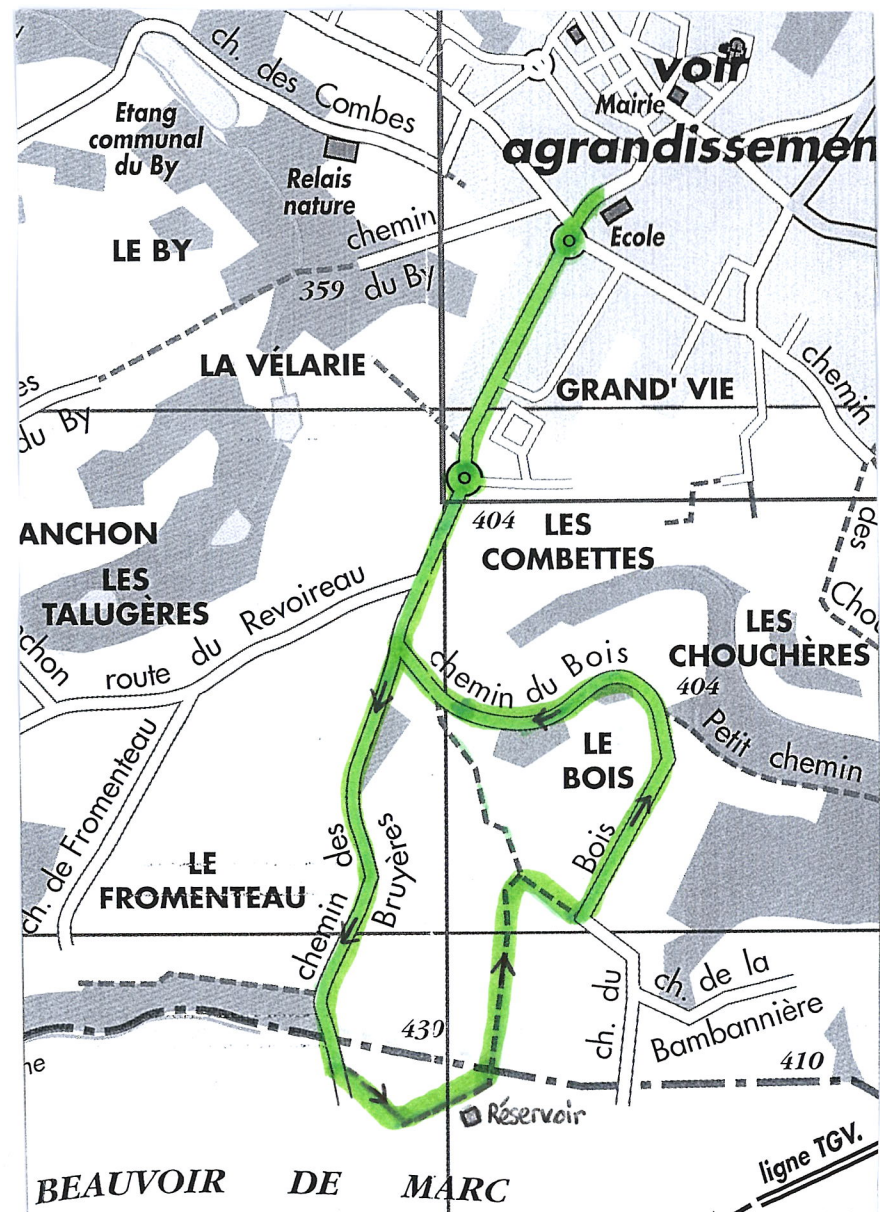 ch. des Combes
voir
Mairie
agrandissemen
Etang
communal
du By
Relais
nature
Ecole
chemin
du By
LE BY
359
LA VÉLARIE
GRAND' VIE
chemin
es
du By
404
LES
COMBETTES
des
Chou
ANCHON
LES
TALUGÈRES
route du Revoireau
chon
LES
CHOUCHÈRES
chemin du Bois
404
Petit chemin
LE
BOIS
ch. de Fromenteau
LE
FROMENTEAU
chemin des
Bruyères
Bois
ch. du
ch. de la
Bambannière
430
410
ne
Réservoir
ligne TGV.
BEAUVOIR DE MARC